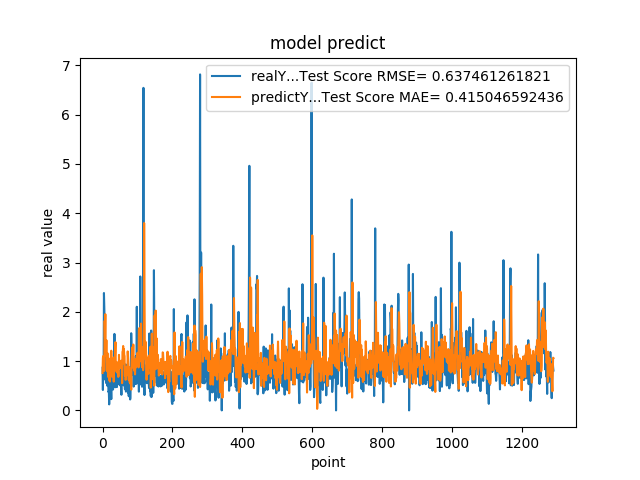 model predict
realY...Test Score RMSE= 0.637461261821
predictY...Test Score MAE= 0.415046592436
7
6
5
4
3
2
1
0
real value
0 200 400 600 800 1000 1200
point